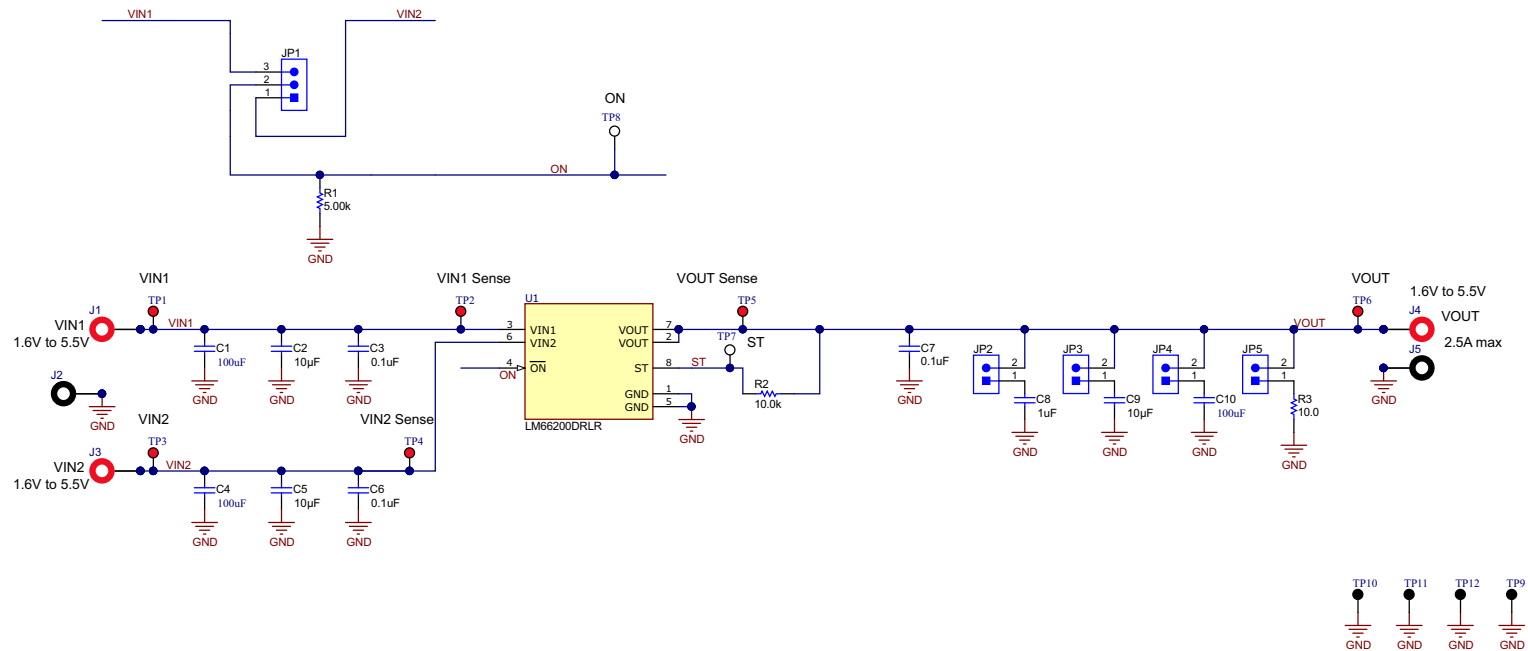 VIN1
VIN2
JP1
3
2
1
ON
TP8
ON
R1
5.00k
GND
VIN1
VIN1 Sense
VOUT Sense
VOUT
J1
TP1
TP2
U1
TP5
TP6
1.6V to 5.5V
J4
VIN1
1.6V to 5.5V
VIN1
3
VIN1
6
VIN2
VOUT
7
VOUT
2
TP7
ST
VOUT
VOUT
2.5A max
C1
100uF
GND
C2
10µF
GND
C3
0.1uF
GND
4
ON
ON
ST
8
ST
GND
1
GND
5
GND
LM66200DRLR
R2
10.0k
C7
0.1uF
GND
JP2
2
1
C8
1uF
GND
JP3
2
1
C9
10µF
GND
JP4
2
1
C10
100uF
GND
JP5
2
1
R3
10.0
GND
J5
GND
J2
GND
VIN2
VIN2 Sense
J3
TP3
TP4
VIN2
1.6V to 5.5V
VIN2
C4
100uF
GND
C5
10µF
GND
C6
0.1uF
GND
TP10
TP11
TP12
TP9
GND
GND
GND
GND